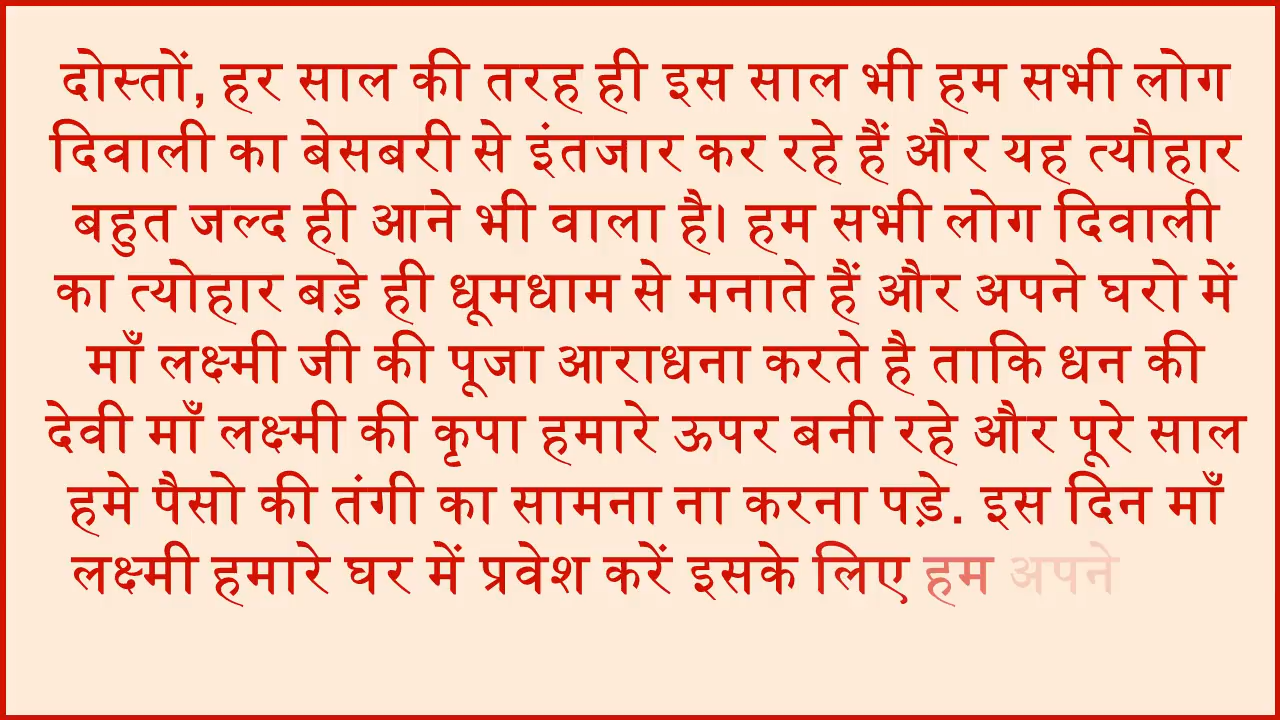 दोस्तों, हर साल की तरह ही इस साल भी हम सभी लोग
दिवाली का बेसबरी से इंतजार कर रहे हैं और यह त्यौहार
बहुत जल्द ही आने भी वाला है। हम सभी लोग दिवाली
का त्योहार बड़े ही धूमधाम से मनाते हैं और अपने घरो में
माँ लक्ष्मी जी की पूजा आराधना करते है ताकि धन की
देवी माँ लक्ष्मी की कृपा हमारे ऊपर बनी रहे और पूरे साल
हमे पैसो की तंगी का सामना ना करना पड़े. इस दिन माँ
लक्ष्मी हमारे घर में प्रवेश करें इसके लिए हम अपने